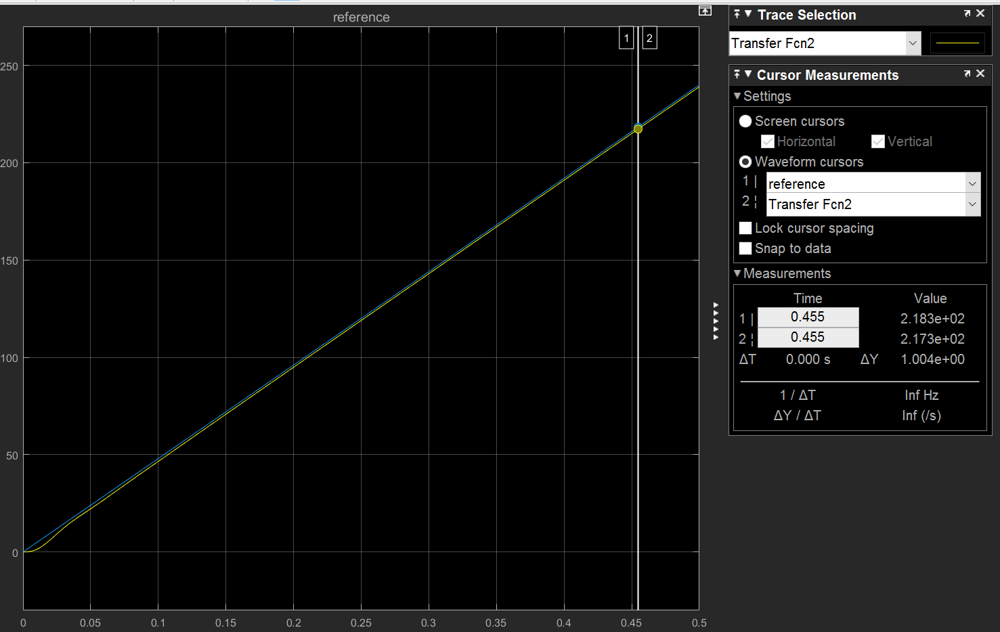 reference
1 2
250
200
150
100
50
0
0 0.05 0.1 0.15 0.2 0.25 0.3 0.35 0.4 0.45 0.5
Trace Selection
Transfer Fcn2
Cursor Measurements
Settings
Screen cursors
Horizontal Vertical
Waveform cursors
1 | reference
2 ¦ Transfer Fcn2
Lock cursor spacing
Snap to data
Measurements
Time Value
1 | 0.455 2.183e+02
2 ¦ 0.455 2.173e+02
ΔT 0.000 s ΔY 1.004e+00
1 / ΔT Inf Hz
ΔY / ΔT Inf (/s)